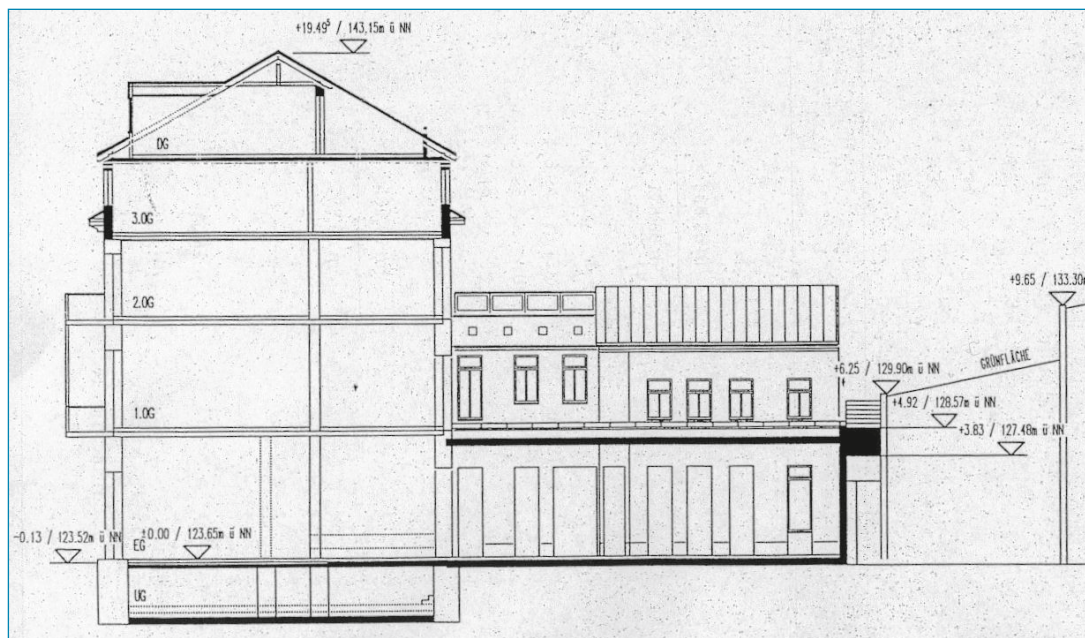 +19.49⁵ / 143,15m ü NN
DG
3.OG
2.OG
+9.65 / 133.30m
GRÜNFLÄCHE
+6.25 / 129.90m ü NN
+4.92 / 128.57m ü NN
1.OG
+3.83 / 127.48m ü NN
-0.13 / 123.52m ü NN
±0.00 / 123.65m ü NN
EG
UG